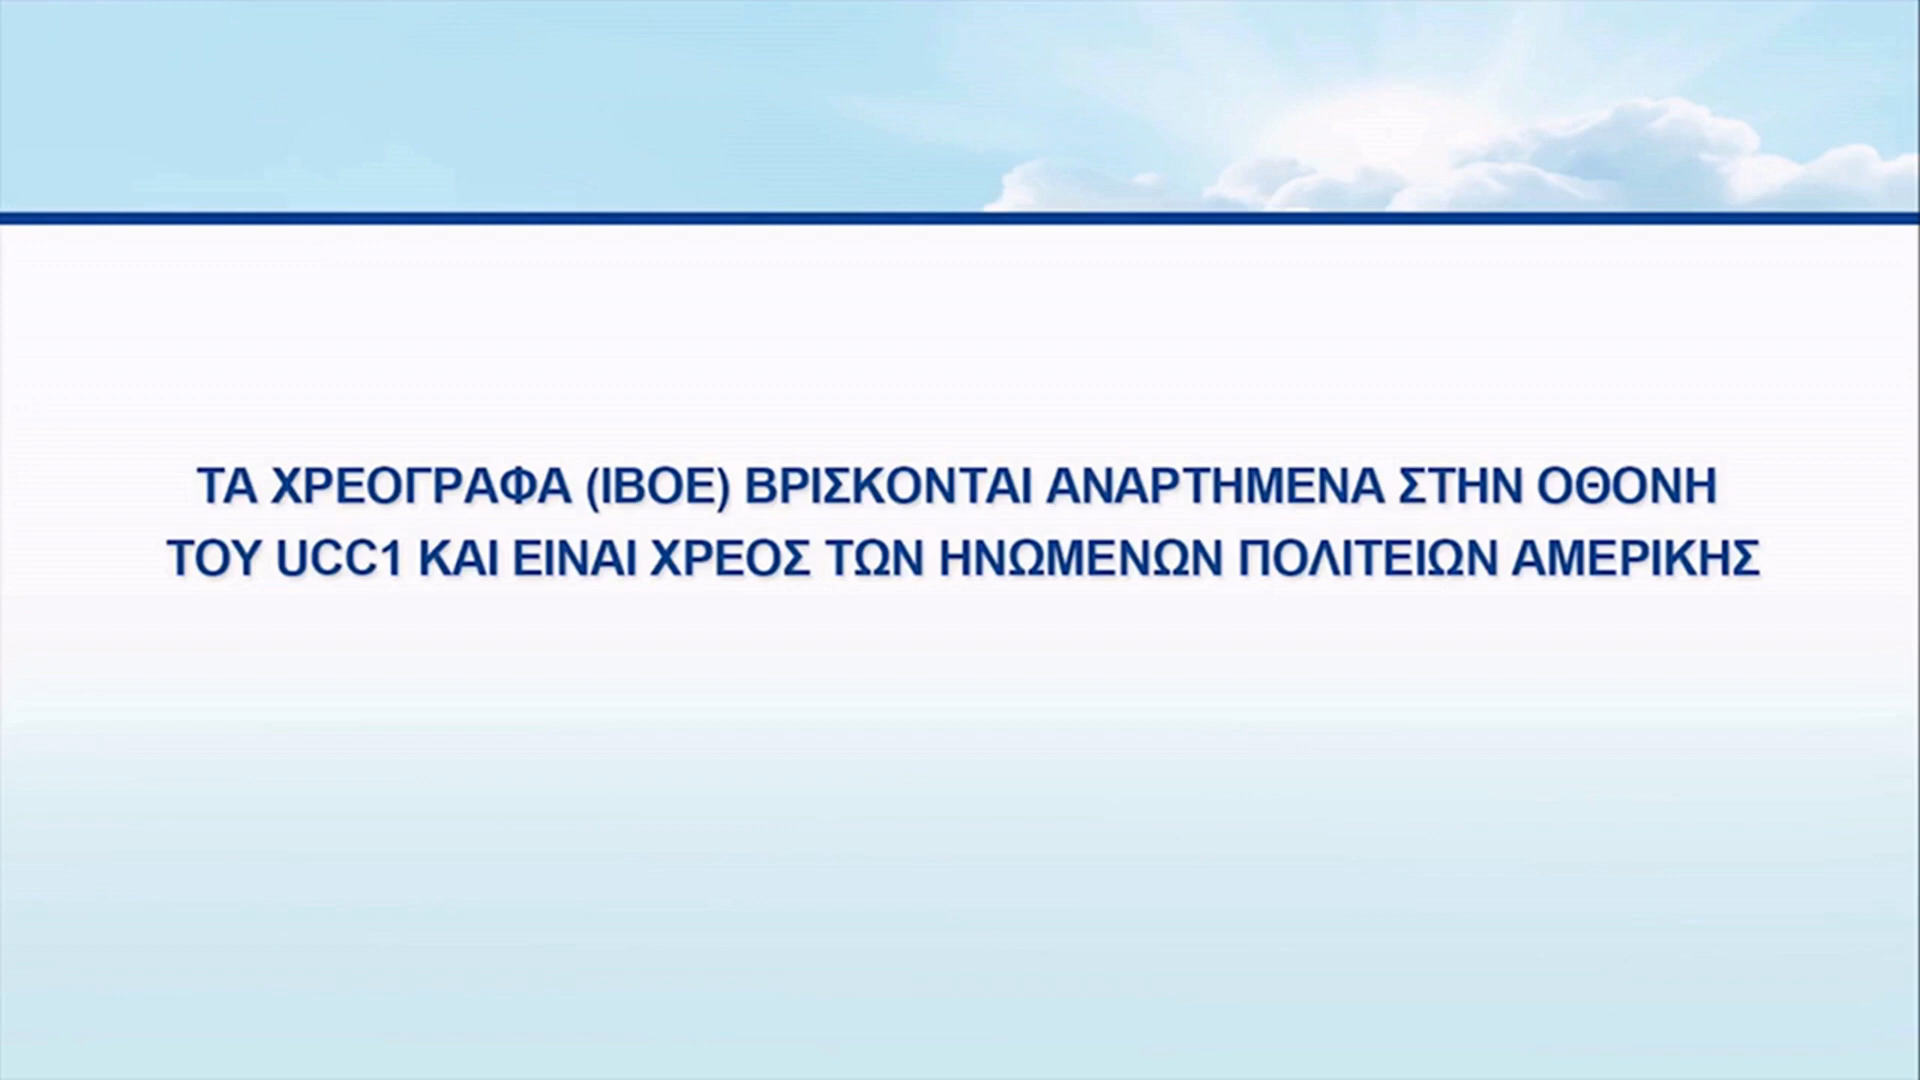 ΤΑ ΧΡΕΟΓΡΑΦΑ (IBOE) ΒΡΙΣΚΟΝΤΑΙ ΑΝΑΡΤΗΜΕΝΑ ΣΤΗΝ ΟΘΟΝΗ
ΤΟΥ UCC1 ΚΑΙ ΕΙΝΑΙ ΧΡΕΟΣ ΤΩΝ ΗΝΩΜΕΝΩΝ ΠΟΛΙΤΕΙΩΝ ΑΜΕΡΙΚΗΣ